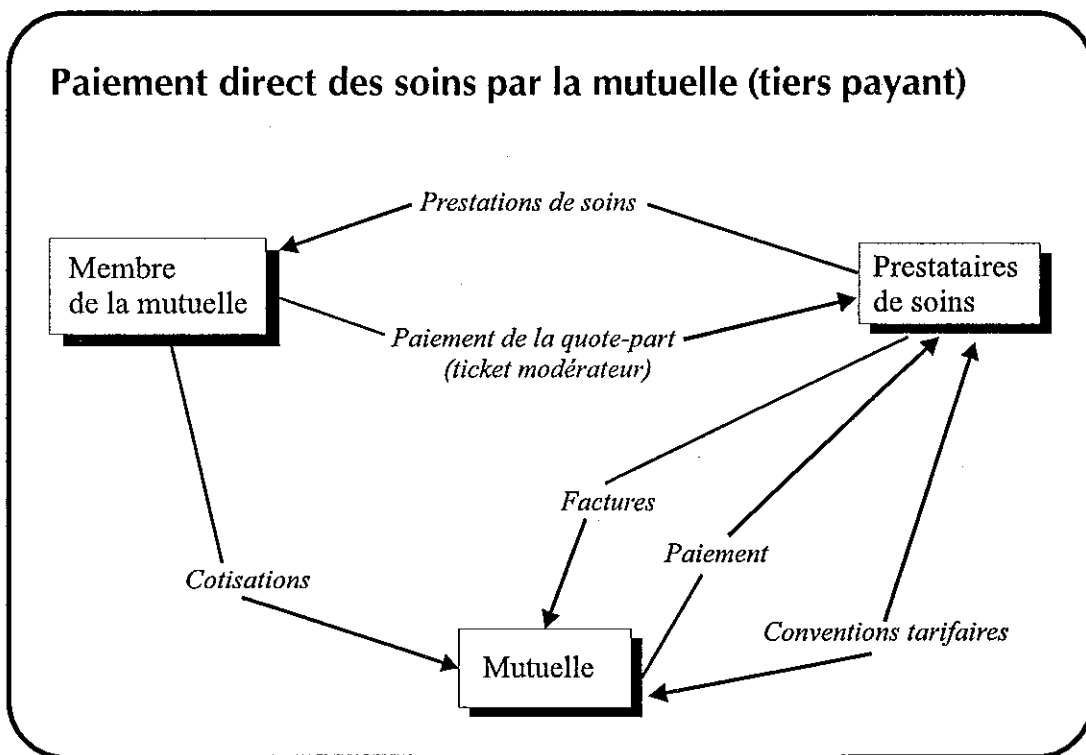 Paiement direct des soins par la mutuelle (tiers payant)
Prestations de soins
Membre
de la mutuelle
Prestataires
de soins
Paiement de la quote-part
(ticket modérateur)
Factures
Paiement
Cotisations
Conventions tarifaires
Mutuelle